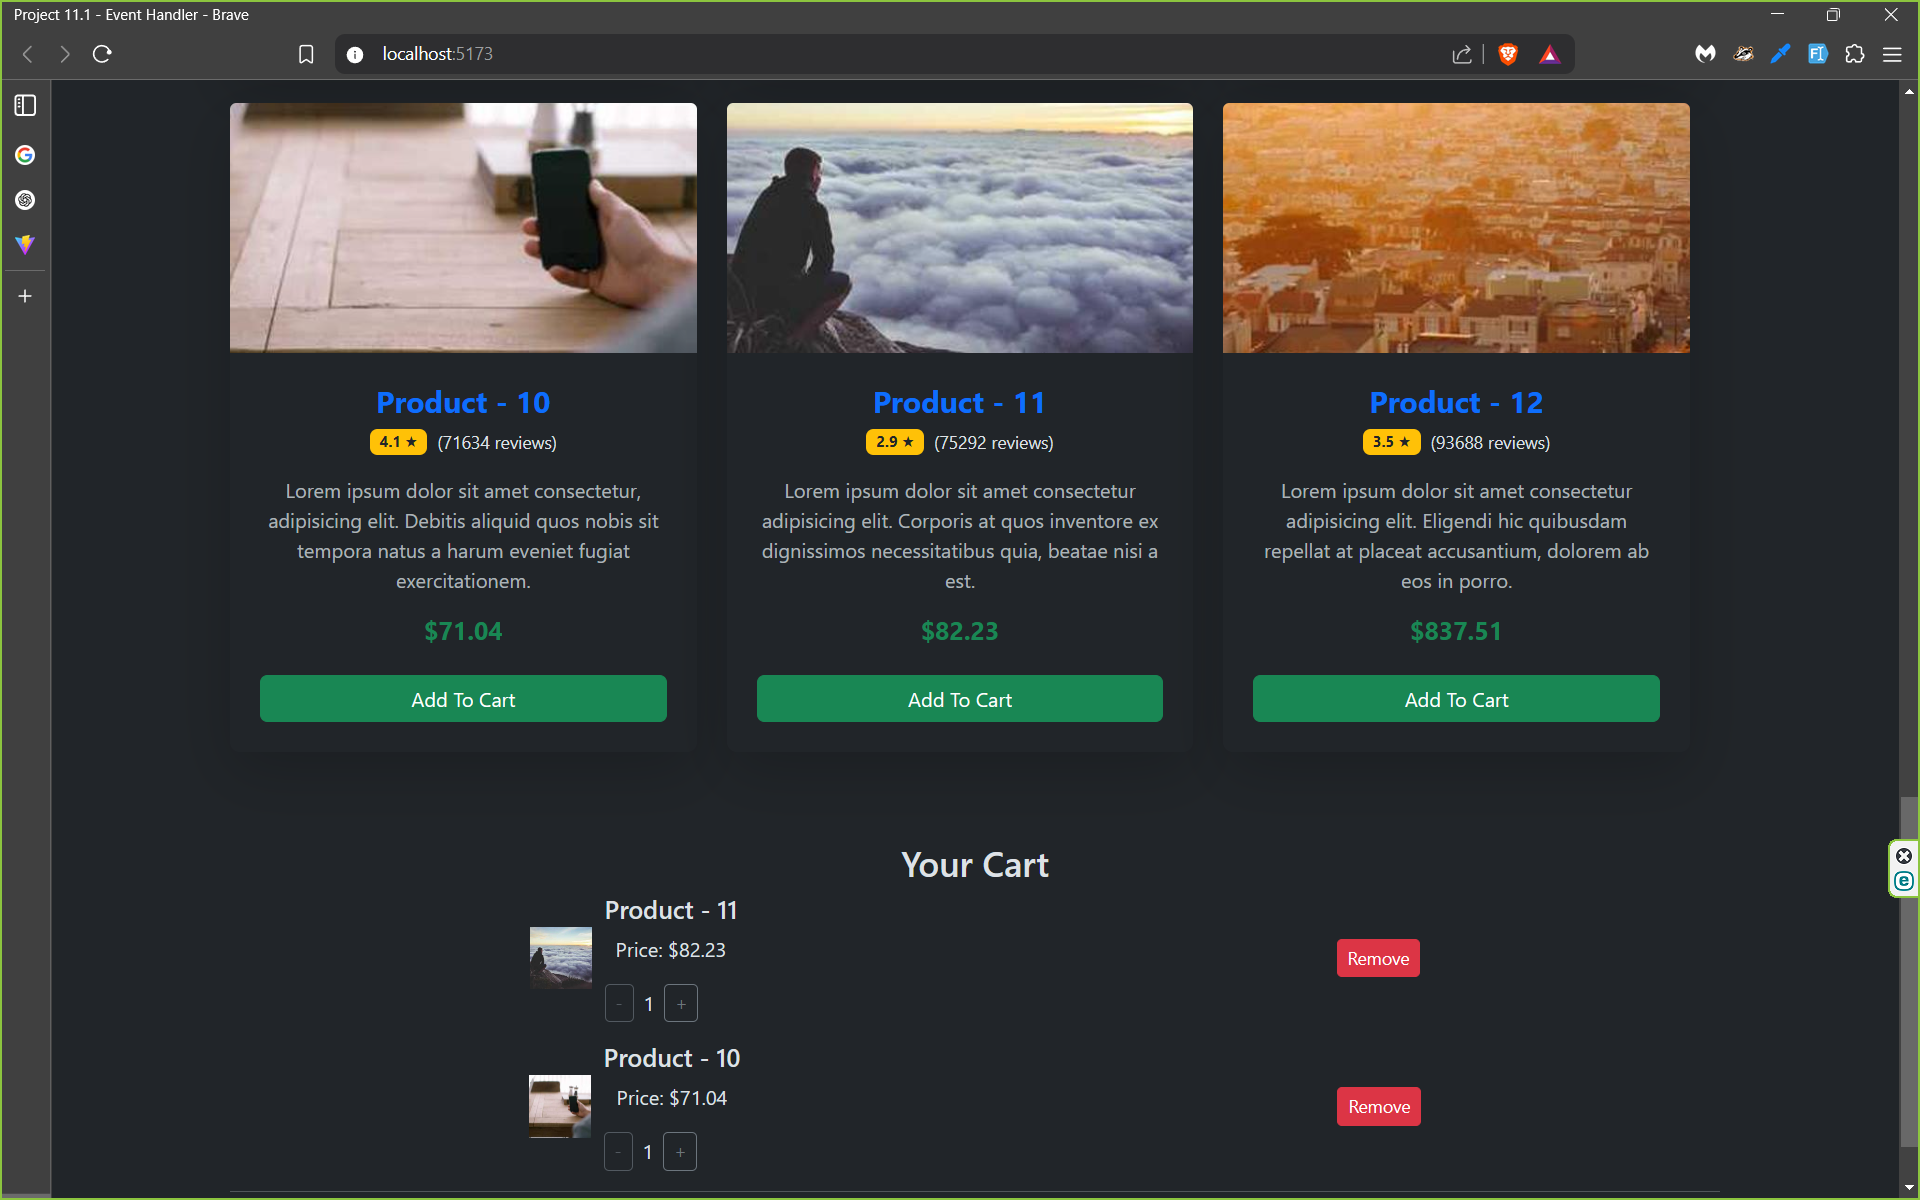 Project 11.1 - Event Handler - Brave
localhost:5173
Product - 10
4.1 ★ (71634 reviews)
Lorem ipsum dolor sit amet consectetur,
adipisicing elit. Debitis aliquid quos nobis sit
tempora natus a harum eveniet fugiat
exercitationem.
$71.04
Add To Cart
Product - 11
2.9 ★ (75292 reviews)
Lorem ipsum dolor sit amet consectetur
adipisicing elit. Corporis at quos inventore ex
dignissimos necessitatibus quia, beatae nisi a
est.
$82.23
Add To Cart
Product - 12
3.5 ★ (93688 reviews)
Lorem ipsum dolor sit amet consectetur
adipisicing elit. Eligendi hic quibusdam
repellat at placeat accusantium, dolorem ab
eos in porro.
$837.51
Add To Cart
Your Cart
Product - 11
Price: $82.23
- 1 +
Remove
Product - 10
Price: $71.04
- 1 +
Remove